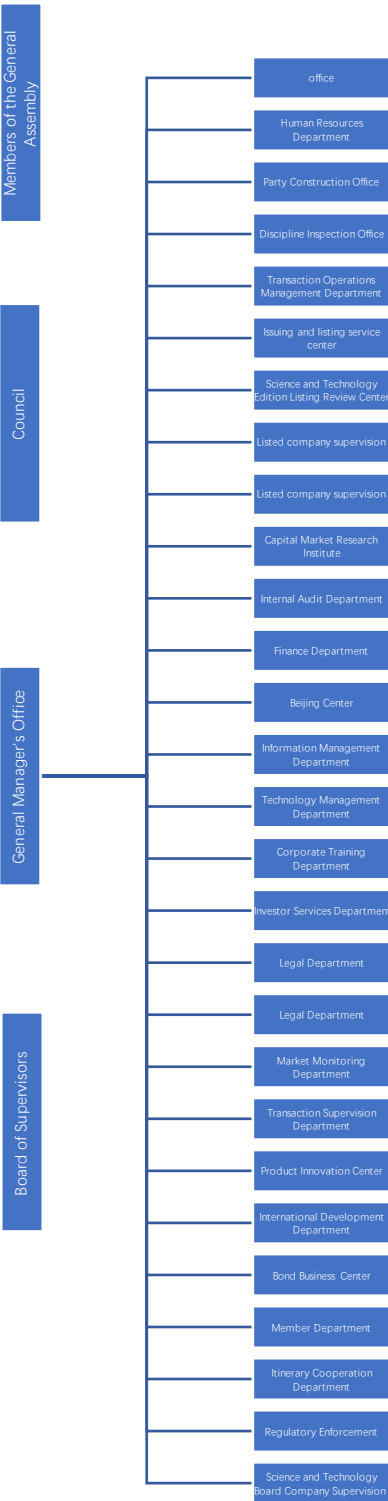 Members of the General
Assembly
Council
General Manager's Office
Board of Supervisors
office
Human Resources
Department
Party Construction Office
Discipline Inspection Office
Transaction Operations
Management Department
Issuing and listing service
center
Science and Technology
Edition Listing Review Center
Listed company supervision
Listed company supervision
Capital Market Research
Institute
Internal Audit Department
Finance Department
Beijing Center
Information Management
Department
Technology Management
Department
Corporate Training
Department
Investor Services Department
Legal Department
Legal Department
Market Monitoring
Department
Transaction Supervision
Department
Product Innovation Center
International Development
Department
Bond Business Center
Member Department
Itinerary Cooperation
Department
Regulatory Enforcement
Science and Technology
Board Company Supervision